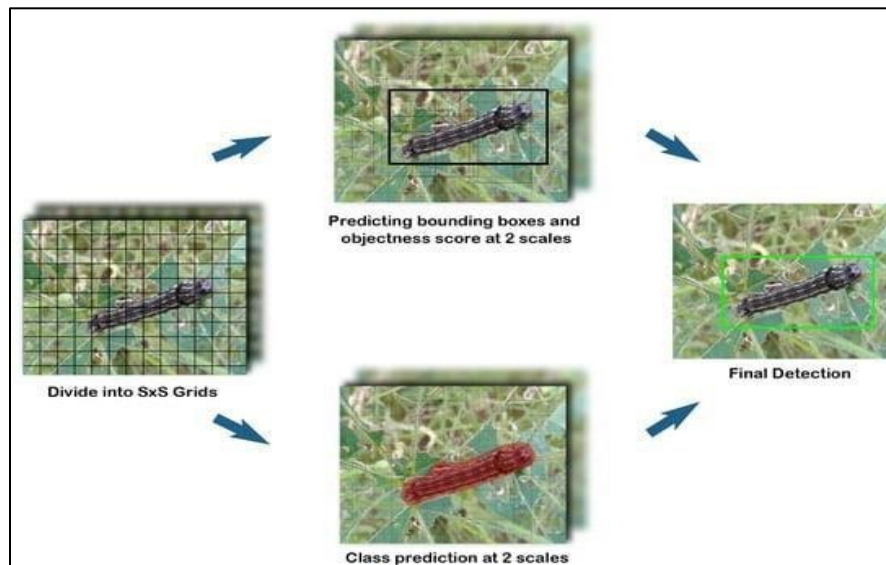 Predicting bounding boxes and
objectness score at 2 scales
Divide into SxS Grids
Final Detection
Class prediction at 2 scales